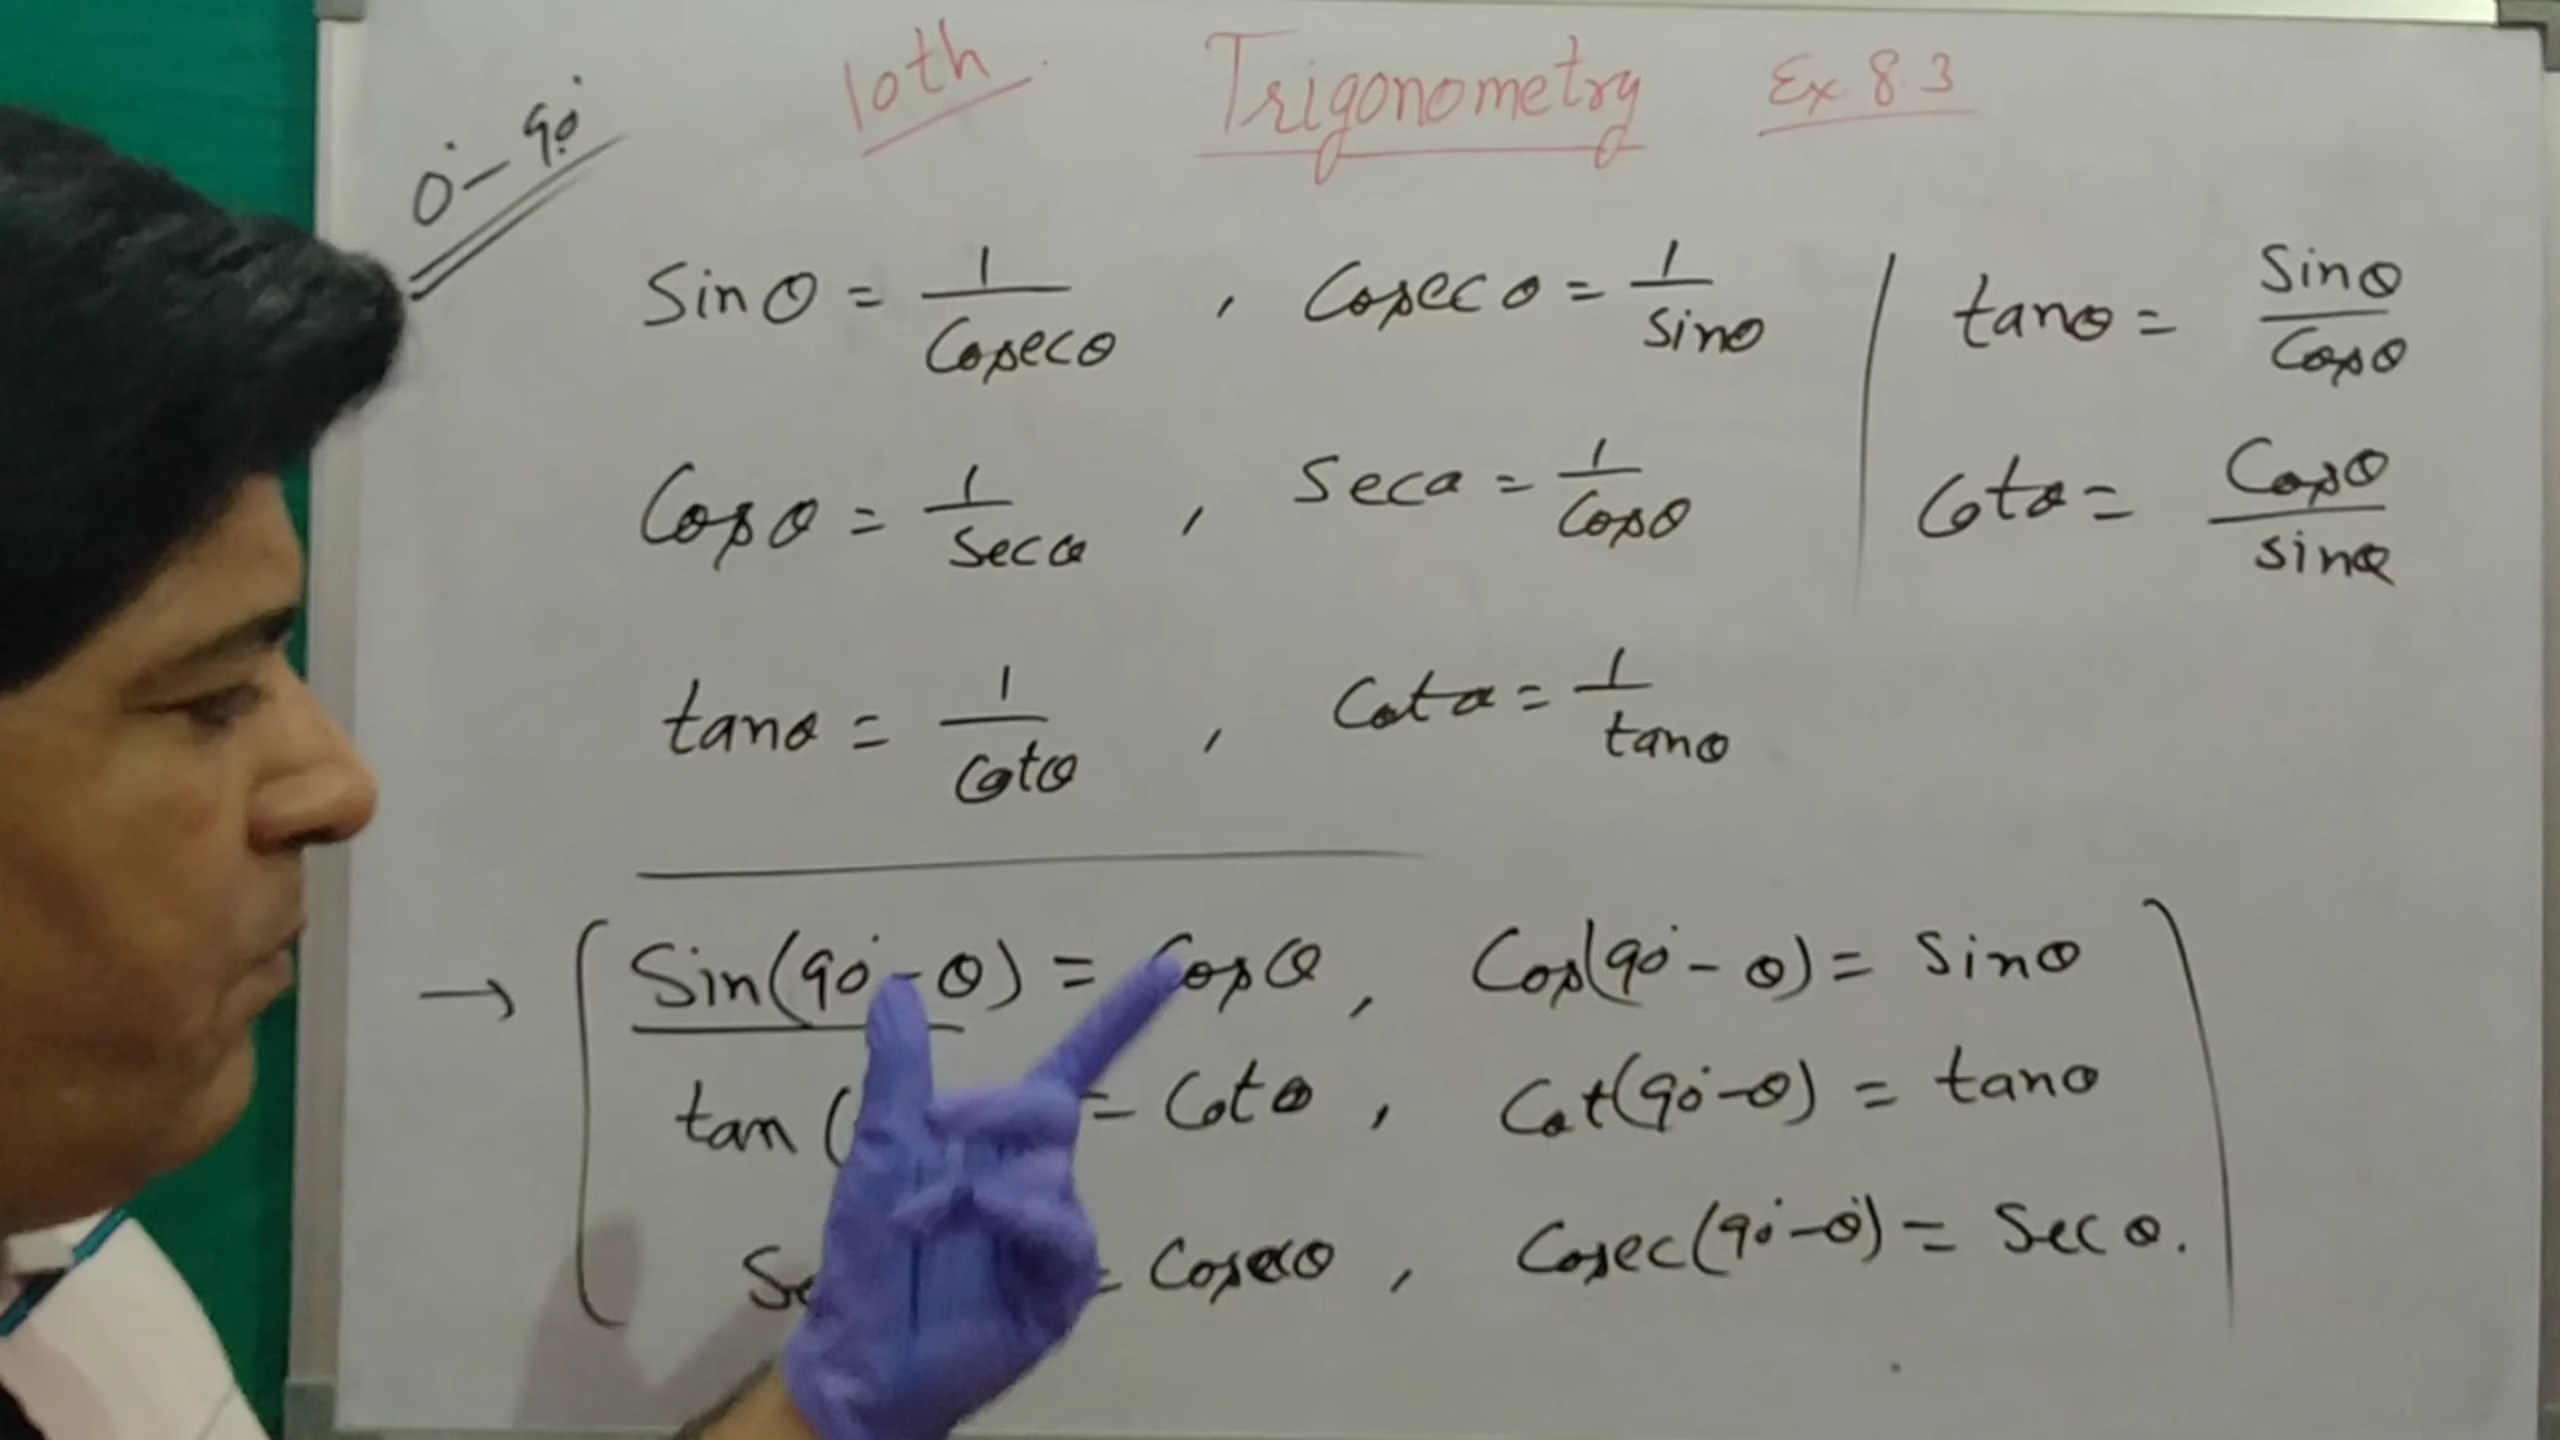 0° - 90°
10th. Trigonometry Ex 8.3
Sinθ = 1/Cosecθ , Cosecθ = 1/sinθ | tanθ = Sinθ/Cosθ
Cosθ = 1/Secθ , Secθ = 1/Cosθ | Cotθ = Cosθ/sinθ
tanθ = 1/Cotθ , Cotθ = 1/tanθ
→ Sin(90° - θ) = Cosθ , Cos(90° - θ) = Sinθ
tan ( = Cotθ , Cot(90° - θ) = tanθ
= Cosecθ , Cosec(90° - θ) = Secθ.